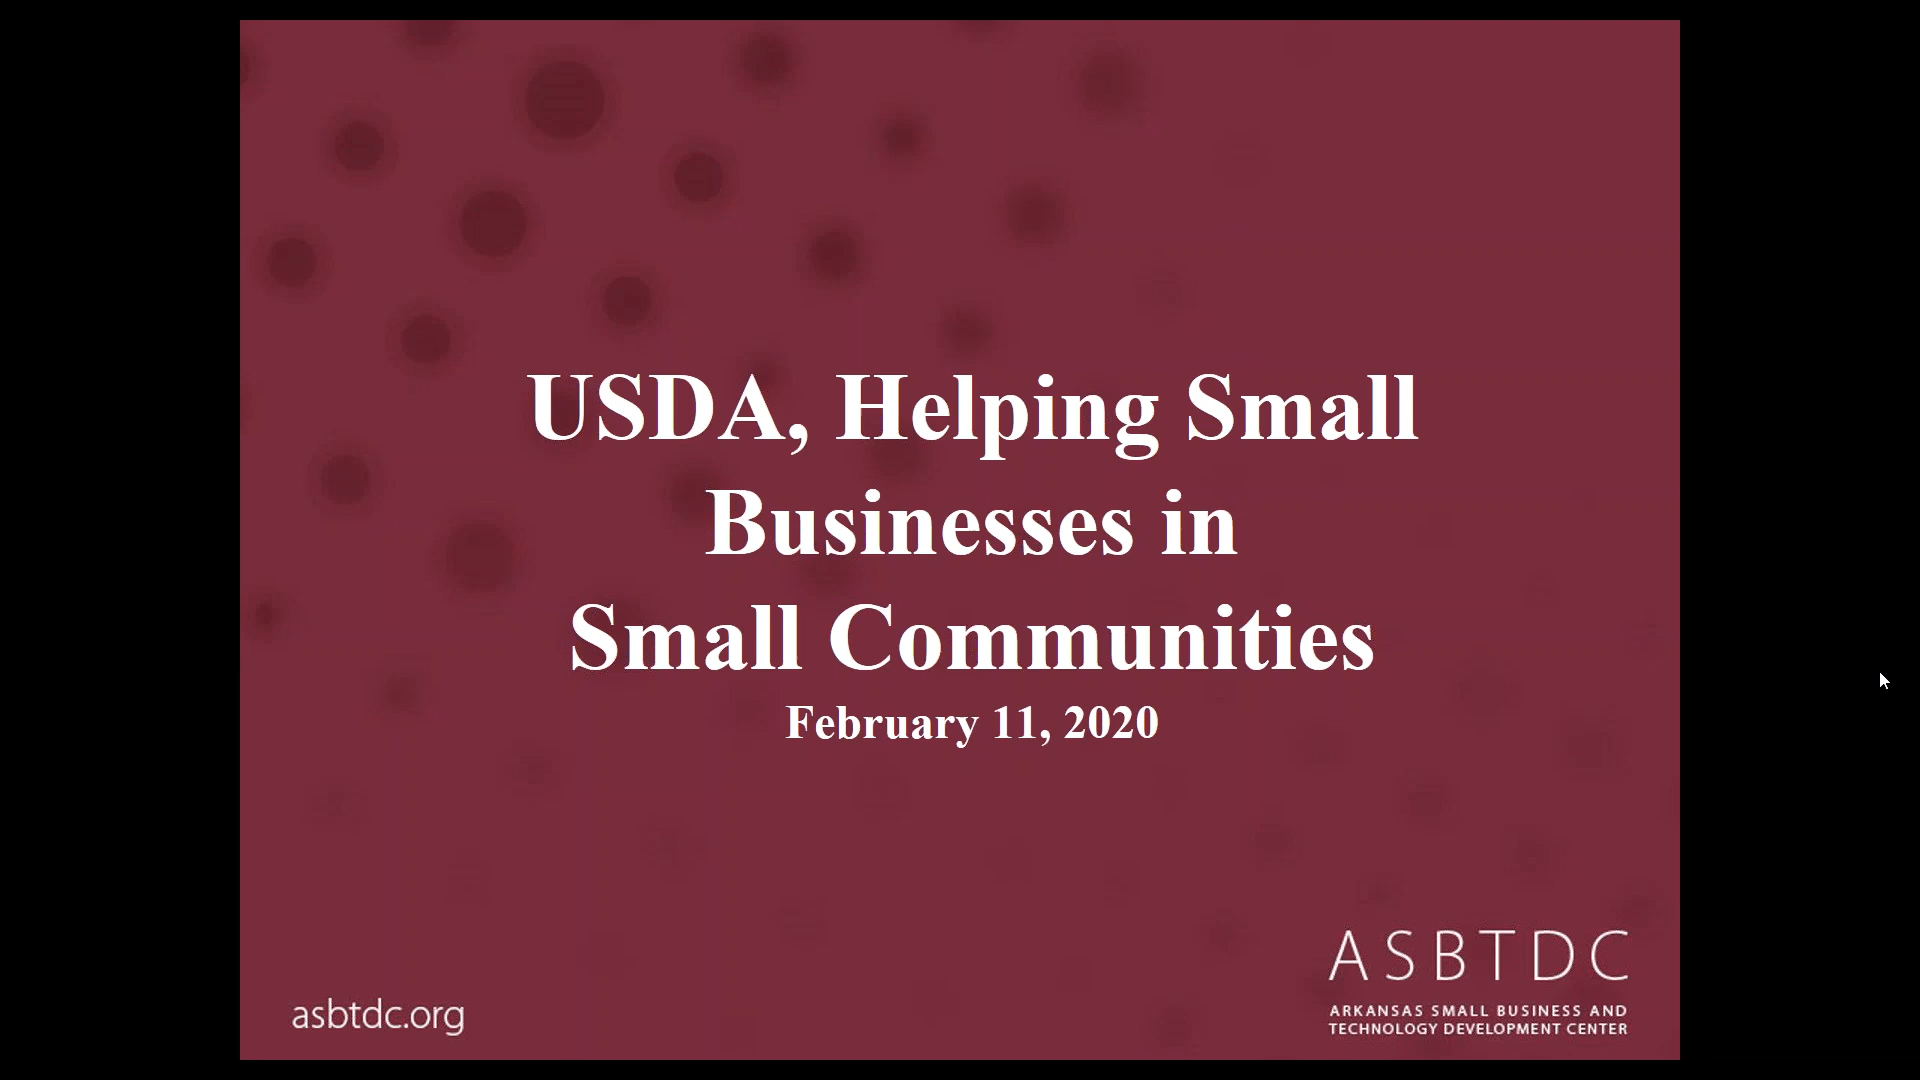 USDA, Helping Small
Businesses in
Small Communities
February 11, 2020
asbtdc.org
ASBTDC
ARKANSAS SMALL BUSINESS AND
TECHNOLOGY DEVELOPMENT CENTER